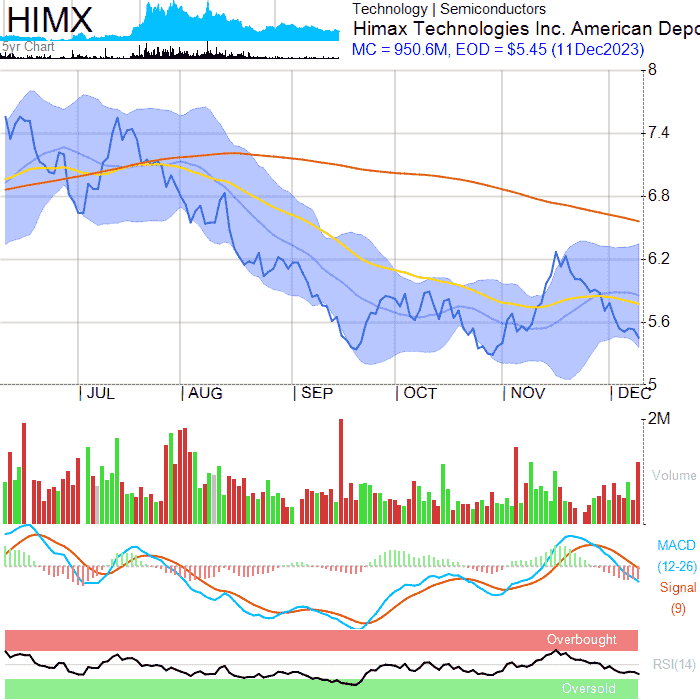 HIMX
5yr Chart
Technology | Semiconductors
Himax Technologies Inc. American Depo
MC = 950.6M, EOD = $5.45 (11Dec2023)
8
7.4
6.8
6.2
5.6
5
JUL
AUG
SEP
OCT
NOV
DEC
2M
Volume
MACD
(12-26)
Signal
(9)
Overbought
RSI(14)
Oversold